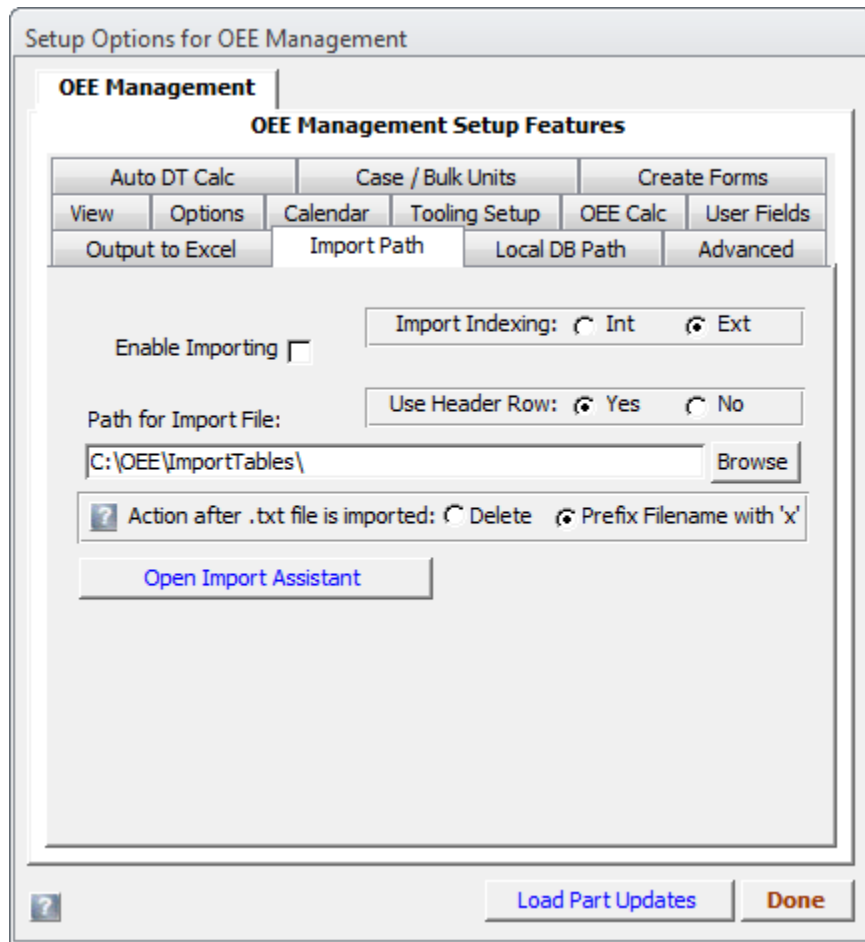 Setup Options for OEE Management
OEE Management
OEE Management Setup Features
Auto DT Calc Case / Bulk Units Create Forms
View Options Calendar Tooling Setup OEE Calc User Fields
Output to Excel Import Path Local DB Path Advanced
Import Indexing: Int Ext
Enable Importing
Use Header Row: Yes No
Path for Import File:
C:\OEE\ImportTables\ Browse
? Action after .txt file is imported: Delete Prefix Filename with 'x'
Open Import Assistant
? Load Part Updates Done